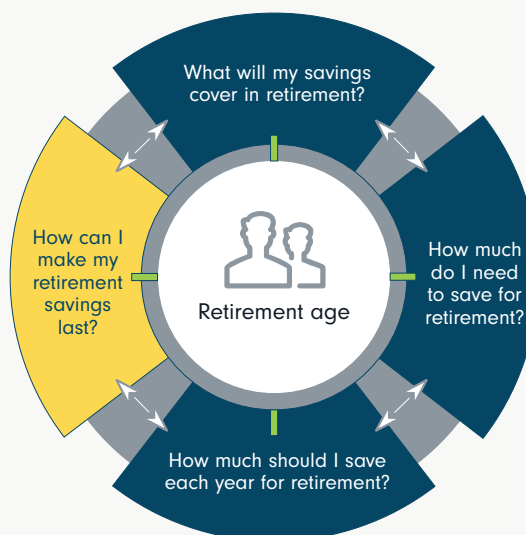 What will my savings
cover in retirement?
How can I
make my
retirement
savings
last?
Retirement age
How much
do I need
to save for
retirement?
How much should I save
each year for retirement?